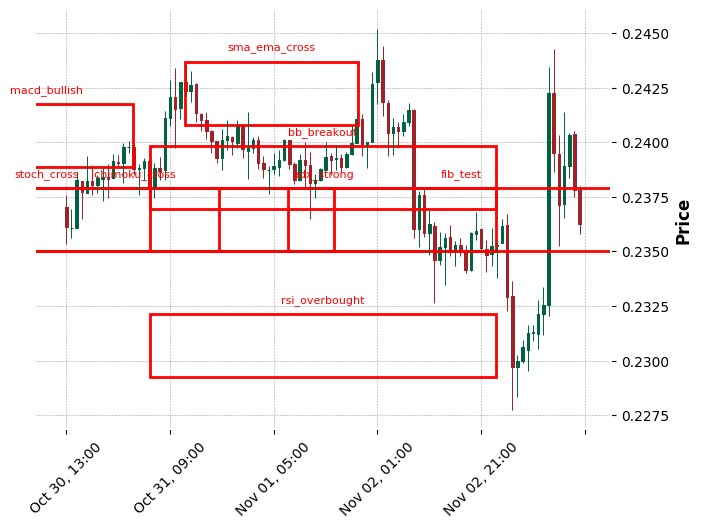 sma_ema_cross
macd_bullish
bb_breakout
stoch_cross
fib_test
rsi_overbought
0.2450
0.2425
0.2400
0.2375
0.2350
0.2325
0.2300
0.2275
Price
Oct 30, 13:00
Oct 31, 09:00
Nov 01, 05:00
Nov 02, 01:00
Nov 02, 21:00